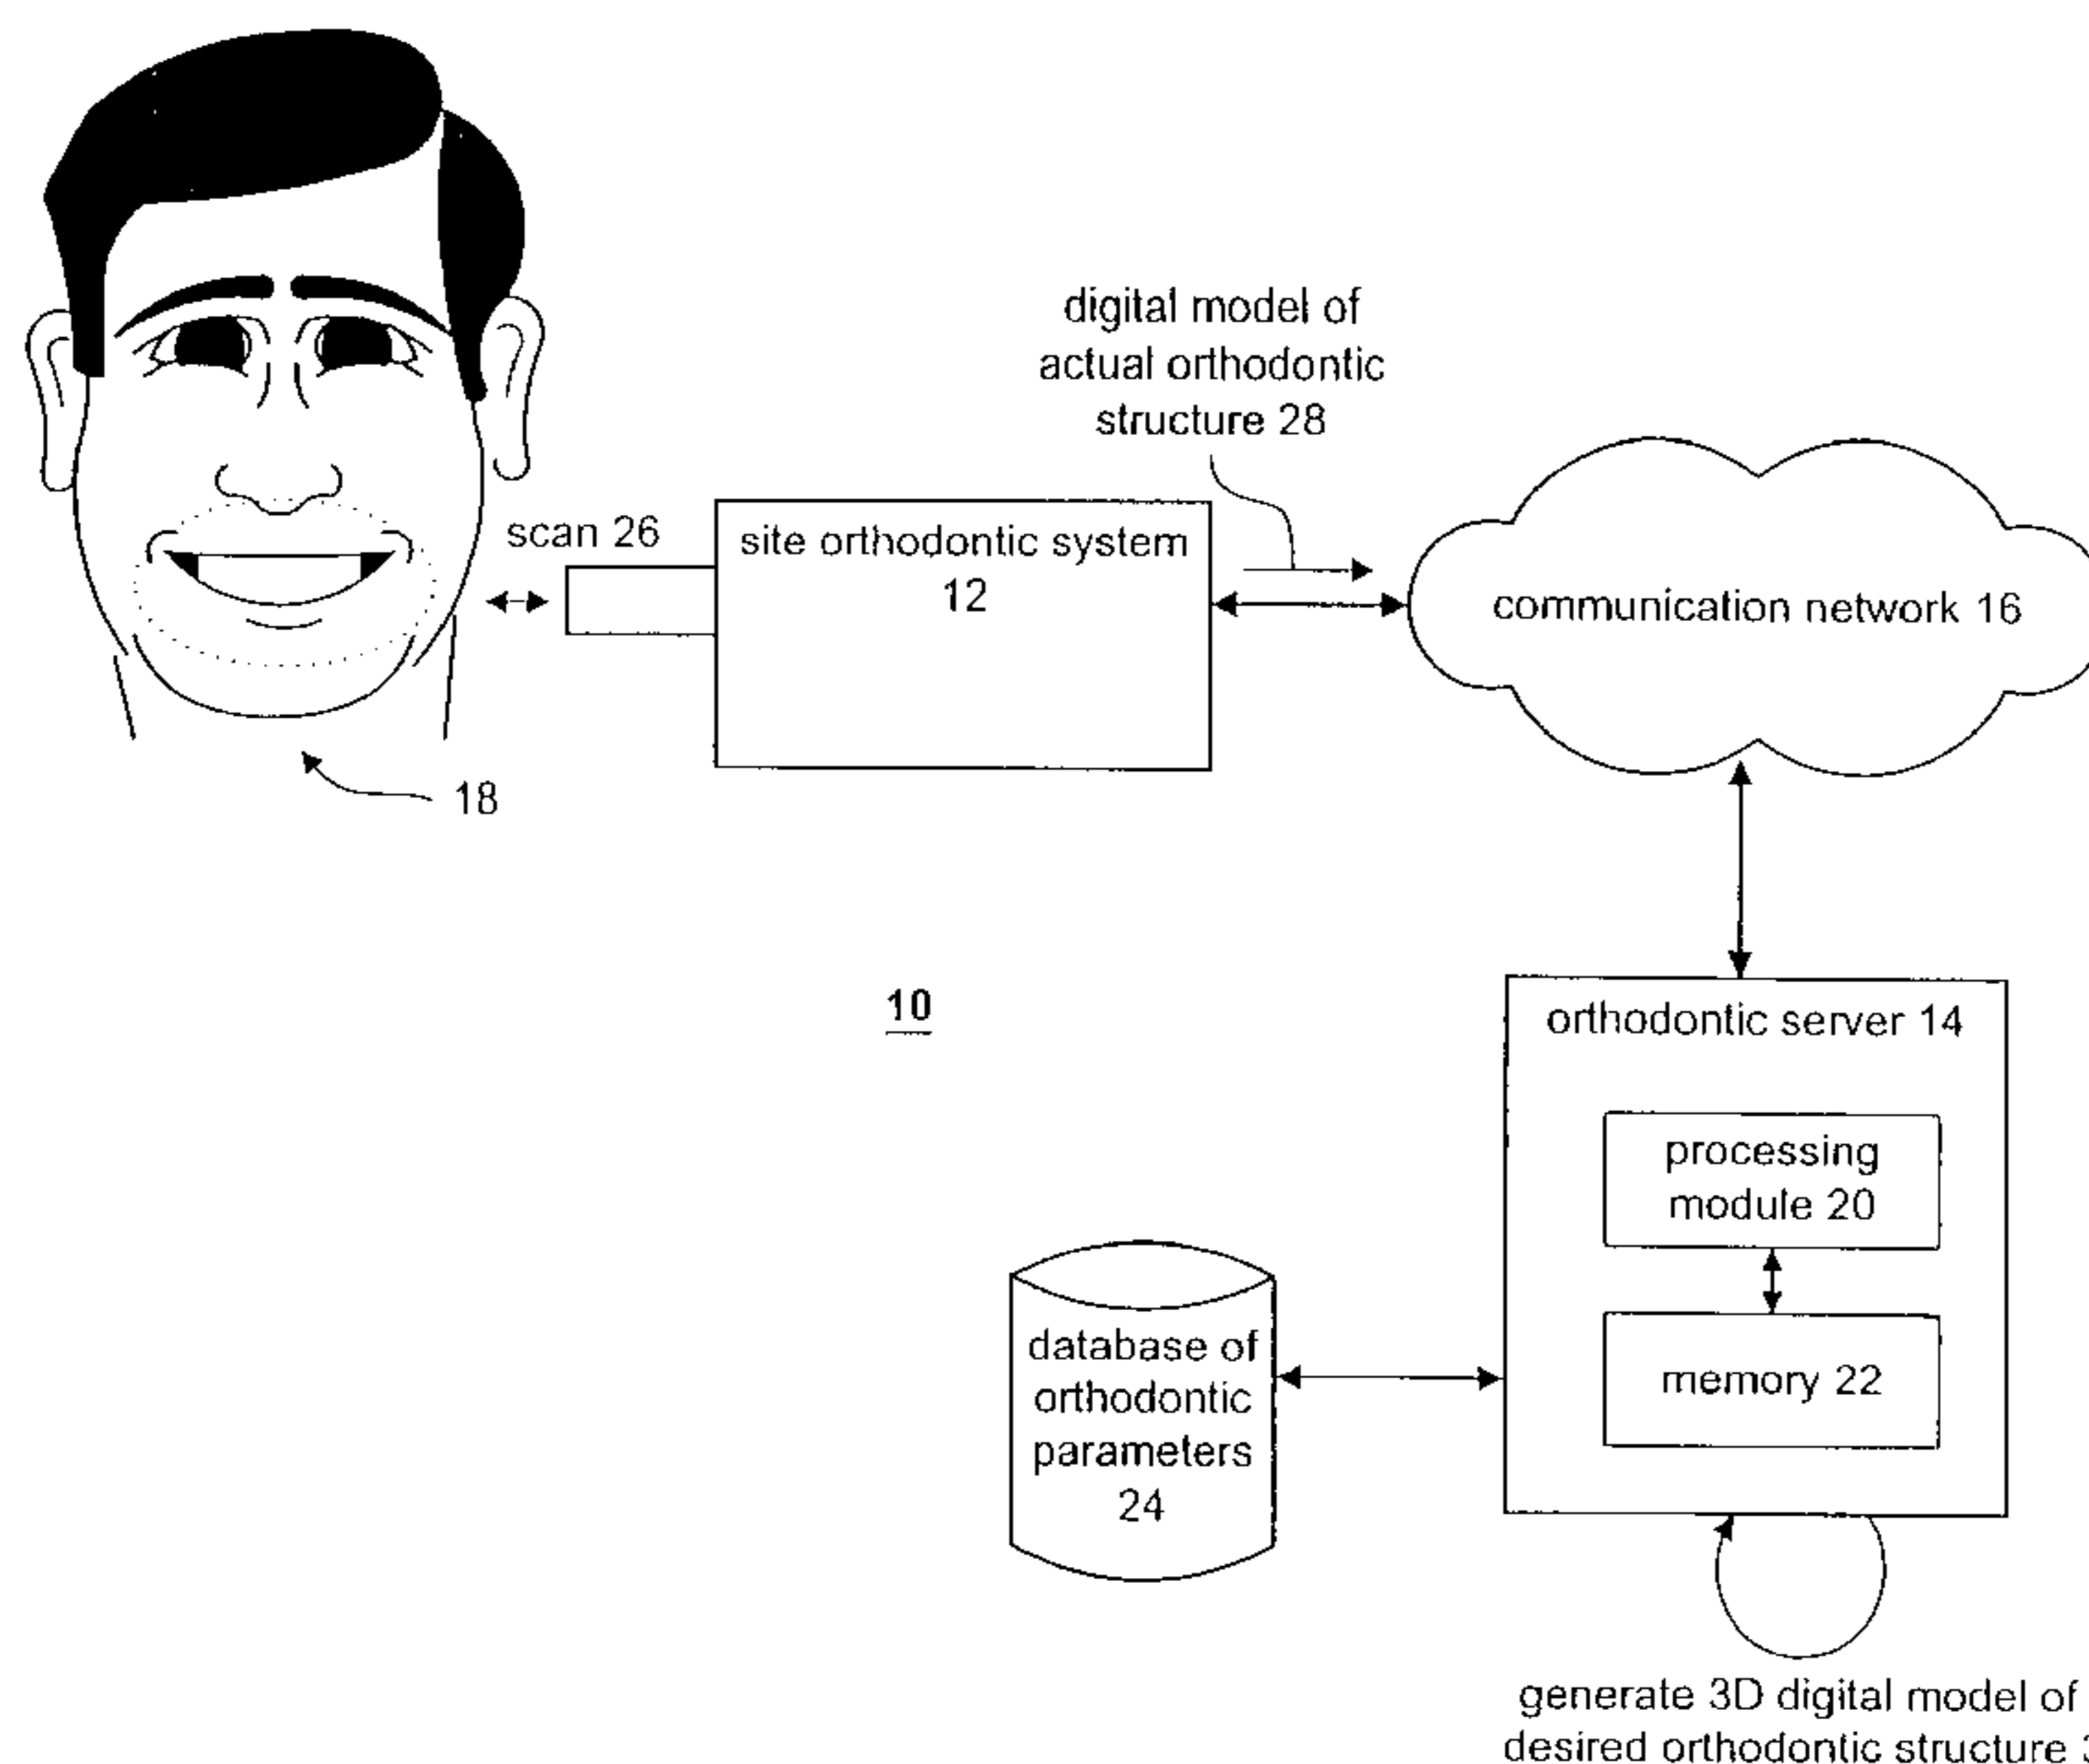 digital model of
actual orthodontic
structure 28
scan 26
site orthodontic system
12
communication network 16
18
10
orthodontic server 14
processing
module 20
memory 22
database of
orthodontic
parameters
24
generate 3D digital model of
desired orthodontic structure